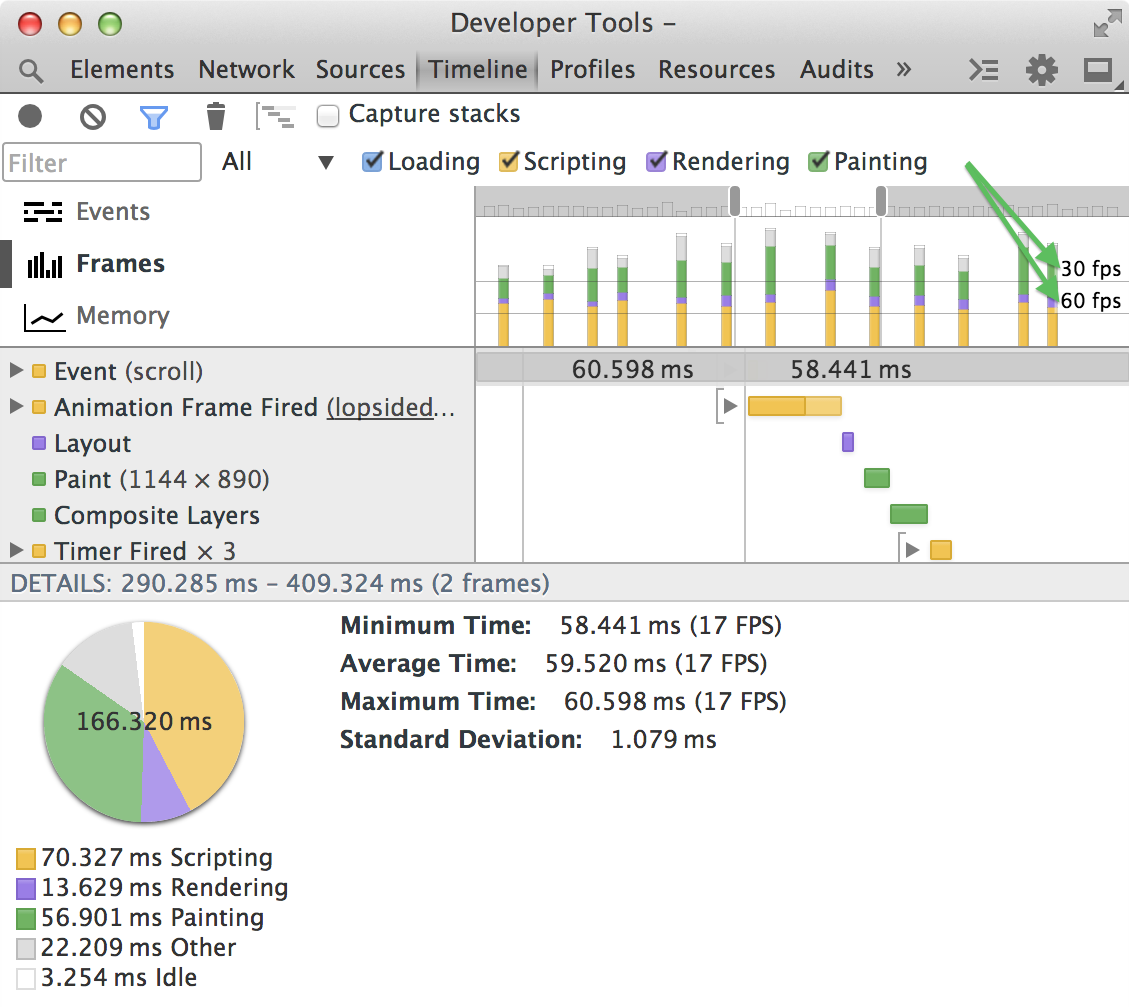 Developer Tools –
Elements Network Sources Timeline Profiles Resources Audits »
Capture stacks
Filter All Loading Scripting Rendering Painting
Events
Frames
Memory
30 fps
60 fps
60.598 ms 58.441 ms
Event (scroll)
Animation Frame Fired (lopsided…
Layout
Paint (1144 × 890)
Composite Layers
Timer Fired × 3
DETAILS: 290.285 ms – 409.324 ms (2 frames)
166.320 ms
Minimum Time: 58.441 ms (17 FPS)
Average Time: 59.520 ms (17 FPS)
Maximum Time: 60.598 ms (17 FPS)
Standard Deviation: 1.079 ms
70.327 ms Scripting
13.629 ms Rendering
56.901 ms Painting
22.209 ms Other
3.254 ms Idle